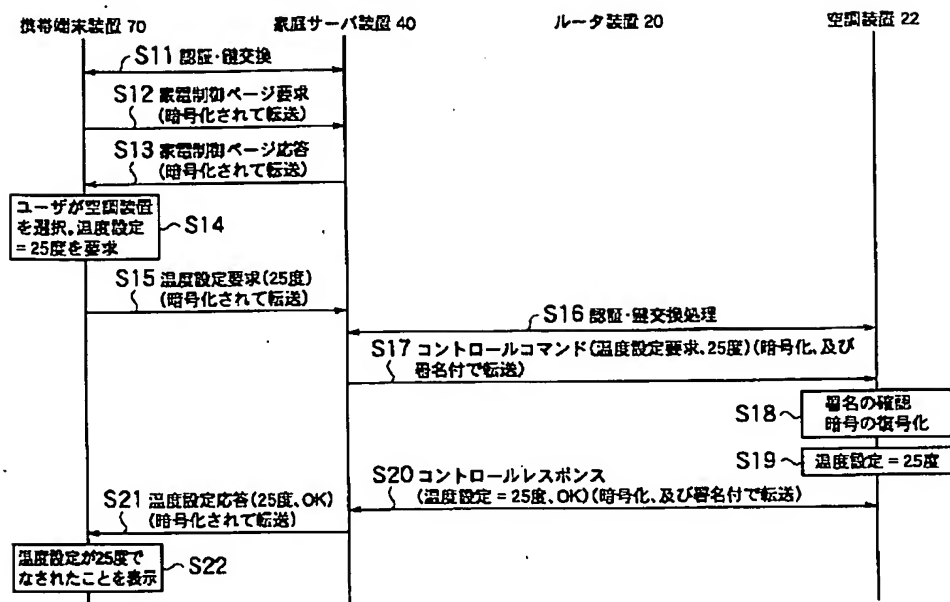 携帯端末装置 70
家庭サーバ装置 40
ルータ装置 20
空調装置 22
S11 認証・鍵交換
S12 家電制御ページ要求
(暗号化されて転送)
S13 家電制御ページ応答
(暗号化されて転送)
ユーザが空調装置
を選択。温度設定
=25度を要求
S14
S15 温度設定要求(25度)
(暗号化されて転送)
S16 認証・鍵交換処理
S17 コントロールコマンド(温度設定要求、25度)(暗号化、及び
署名付で転送)
S18
署名の確認
暗号の復号化
S19
温度設定=25度
S20 コントロールレスポンス
(温度設定=25度、OK)(暗号化、及び署名付で転送)
S21 温度設定応答(25度、OK)
(暗号化されて転送)
温度設定が25度で
なされたことを表示
S22